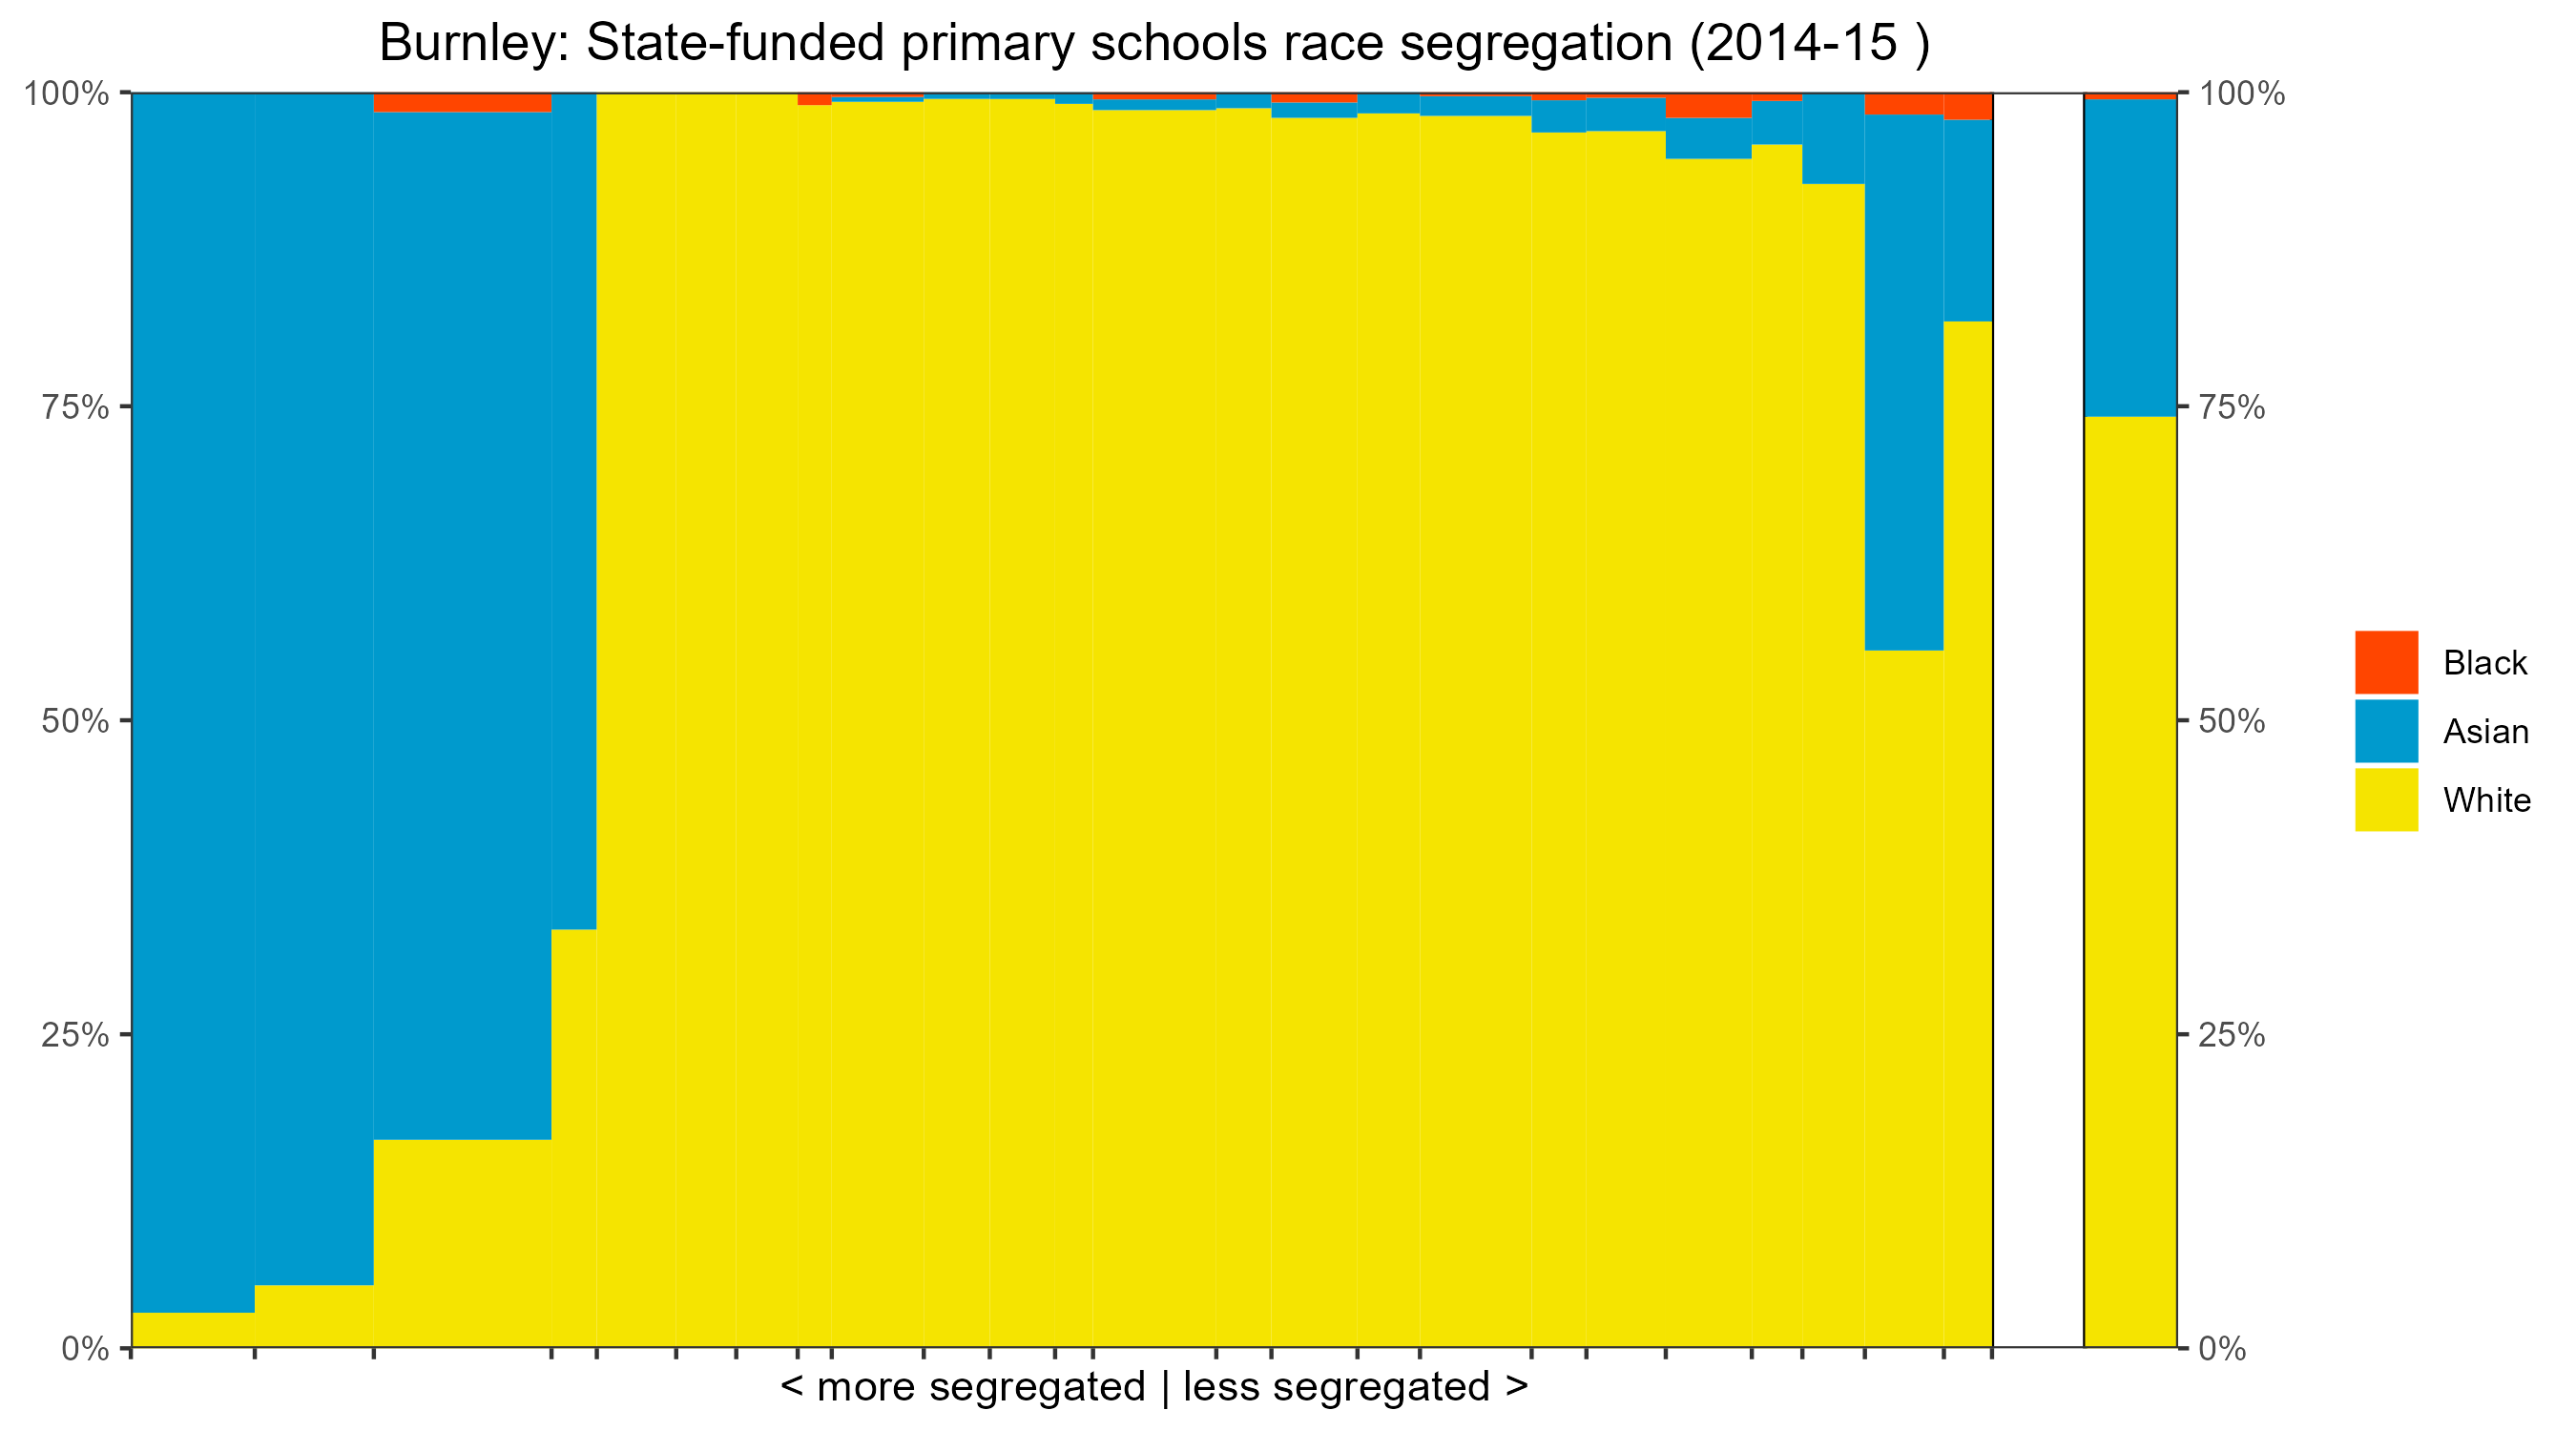 Burnley: State-funded primary schools race segregation (2014-15 )
100%
75%
50%
25%
0%
100%
75%
50%
25%
0%
Black
Asian
White
< more segregated | less segregated >